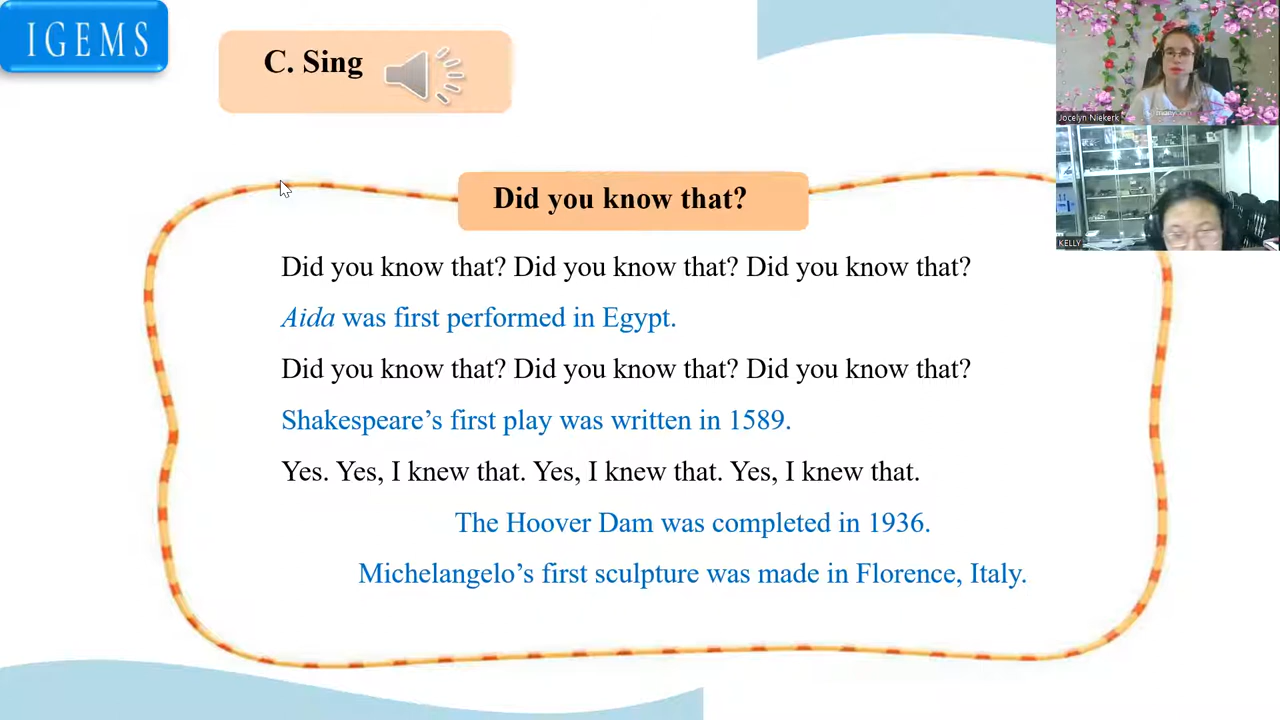 IGEMS
C. Sing
Jocelyn Niekerk
KELLY
Did you know that?
Did you know that? Did you know that? Did you know that?
Aida was first performed in Egypt.
Did you know that? Did you know that? Did you know that?
Shakespeare’s first play was written in 1589.
Yes. Yes, I knew that. Yes, I knew that. Yes, I knew that.
The Hoover Dam was completed in 1936.
Michelangelo’s first sculpture was made in Florence, Italy.